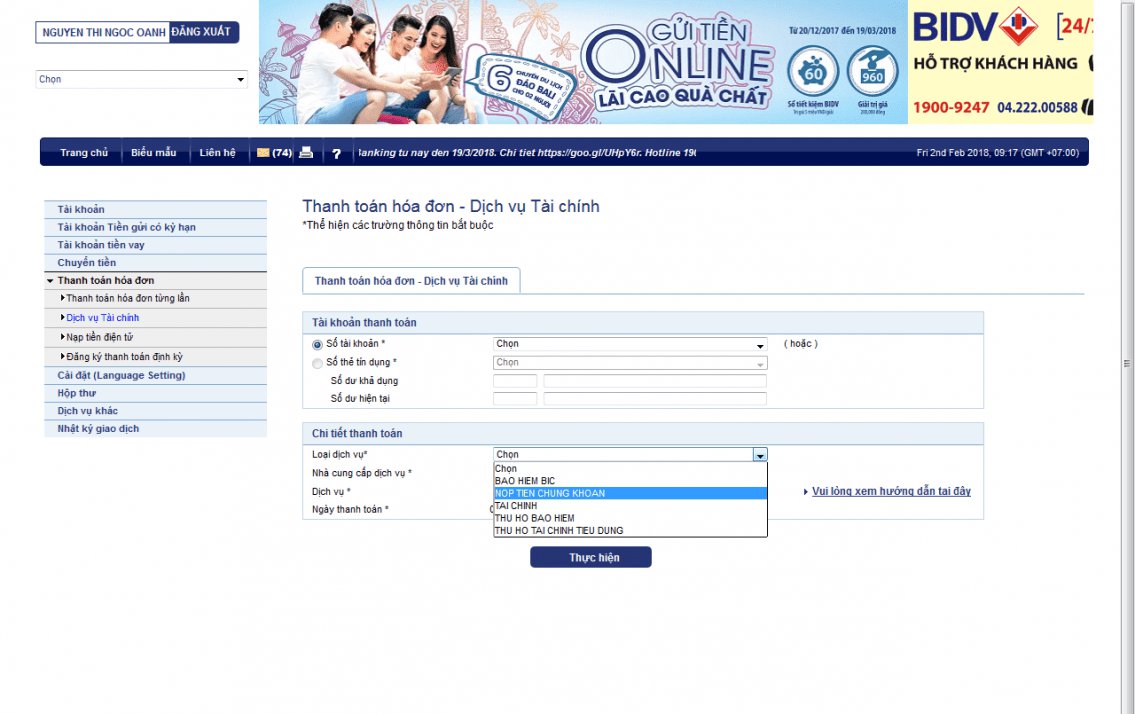 NGUYEN THI NGOC OANH ĐĂNG XUẤT
Chọn
6 CHUYẾN DU LỊCH
ĐẢO BALI
CHO 02 NGƯỜI
GỬI TIỀN
ONLINE
LÃI CAO QUÀ CHẤT
Từ 20/12/2017 đến 19/03/2018
60
Sổ tiết kiệm BIDV
960
Giải trị giá
BIDV [24/
HỖ TRỢ KHÁCH HÀNG
1900-9247 04.222.00588
Trang chủ Biểu mẫu Liên hệ (74) ? anking tu nay den 19/3/2018. Chi tiet https://goo.gl/UHpY6r. Hotline 190 Fri 2nd Feb 2018, 09:17 (GMT +07:00)
Tài khoản
Tài khoản Tiền gửi có kỳ hạn
Tài khoản tiền vay
Chuyển tiền
Thanh toán hóa đơn
Thanh toán hóa đơn từng lần
Dịch vụ Tài chính
Nạp tiền điện tử
Đăng ký thanh toán định kỳ
Cài đặt (Language Setting)
Hộp thư
Dịch vụ khác
Nhật ký giao dịch
Thanh toán hóa đơn - Dịch vụ Tài chính
*Thể hiện các trường thông tin bắt buộc
Thanh toán hóa đơn - Dịch vụ Tài chính
Tài khoản thanh toán
Số tài khoản * Chọn ( hoặc )
Số thẻ tín dụng * Chọn
Số dư khả dụng
Số dư hiện tại
Chi tiết thanh toán
Loại dịch vụ* Chọn
Nhà cung cấp dịch vụ *
Dịch vụ *
Ngày thanh toán *
Chọn
BAO HIEM BIC
NOP TIEN CHUNG KHOAN
TAI CHINH
THU HO BAO HIEM
THU HO TAI CHINH TIEU DUNG
Vui lòng xem hướng dẫn tại đây
Thực hiện